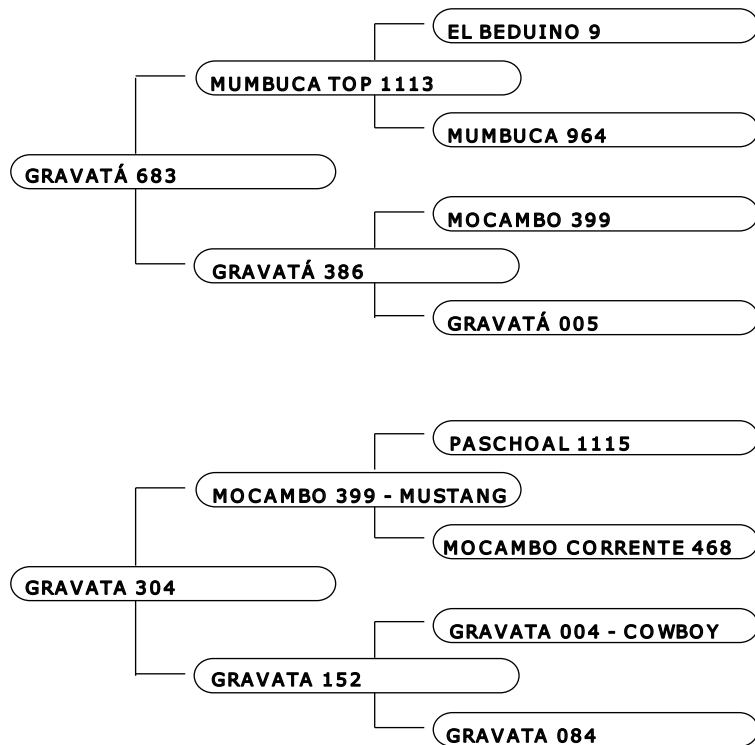 EL BEDUINO 9
MUMBUCA TOP 1113
MUMBUCA 964
GRAVATÁ 683
MOCAMBO 399
GRAVATÁ 386
GRAVATÁ 005
PASCHOAL 1115
MOCAMBO 399 - MUSTANG
MOCAMBO CORRENTE 468
GRAVATA 304
GRAVATA 004 - COWBOY
GRAVATA 152
GRAVATA 084